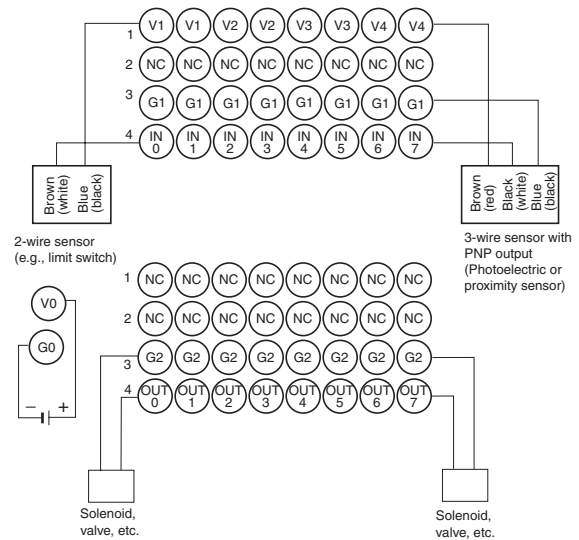 1 V1 V1 V2 V2 V3 V3 V4 V4
2 NC NC NC NC NC NC NC NC
3 G1 G1 G1 G1 G1 G1 G1 G1
4 IN 0 IN 1 IN 2 IN 3 IN 4 IN 5 IN 6 IN 7
Brown (white)
Blue (black)
Brown (red)
Black (white)
Blue (black)
2-wire sensor
(e.g., limit switch)
3-wire sensor with
PNP output
(Photoelectric or
proximity sensor)
V0
G0
– +
1 NC NC NC NC NC NC NC NC
2 NC NC NC NC NC NC NC NC
3 G2 G2 G2 G2 G2 G2 G2 G2
4 OUT 0 OUT 1 OUT 2 OUT 3 OUT 4 OUT 5 OUT 6 OUT 7
Solenoid,
valve, etc.
Solenoid,
valve, etc.